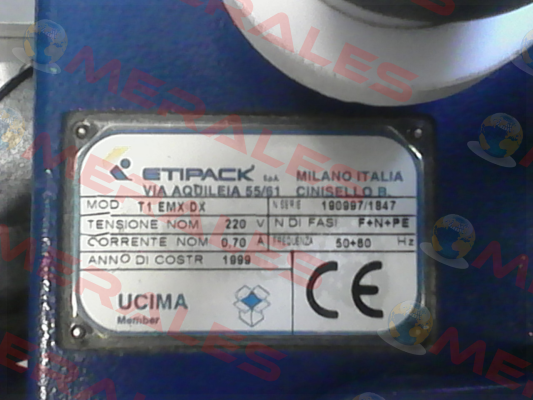 ETIPACK S.p.A. MILANO ITALIA
VIA AQUILEIA 55/61 CINISELLO B.
MOD T1 EMX DX N SERIE 190997/1847
TENSIONE NOM 220 V N DI FASI F+N+PE
CORRENTE NOM 0,70 A FREQUENZA 50+60 Hz
ANNO DI COSTR 1999
CE
UCIMA
Member
MERALES